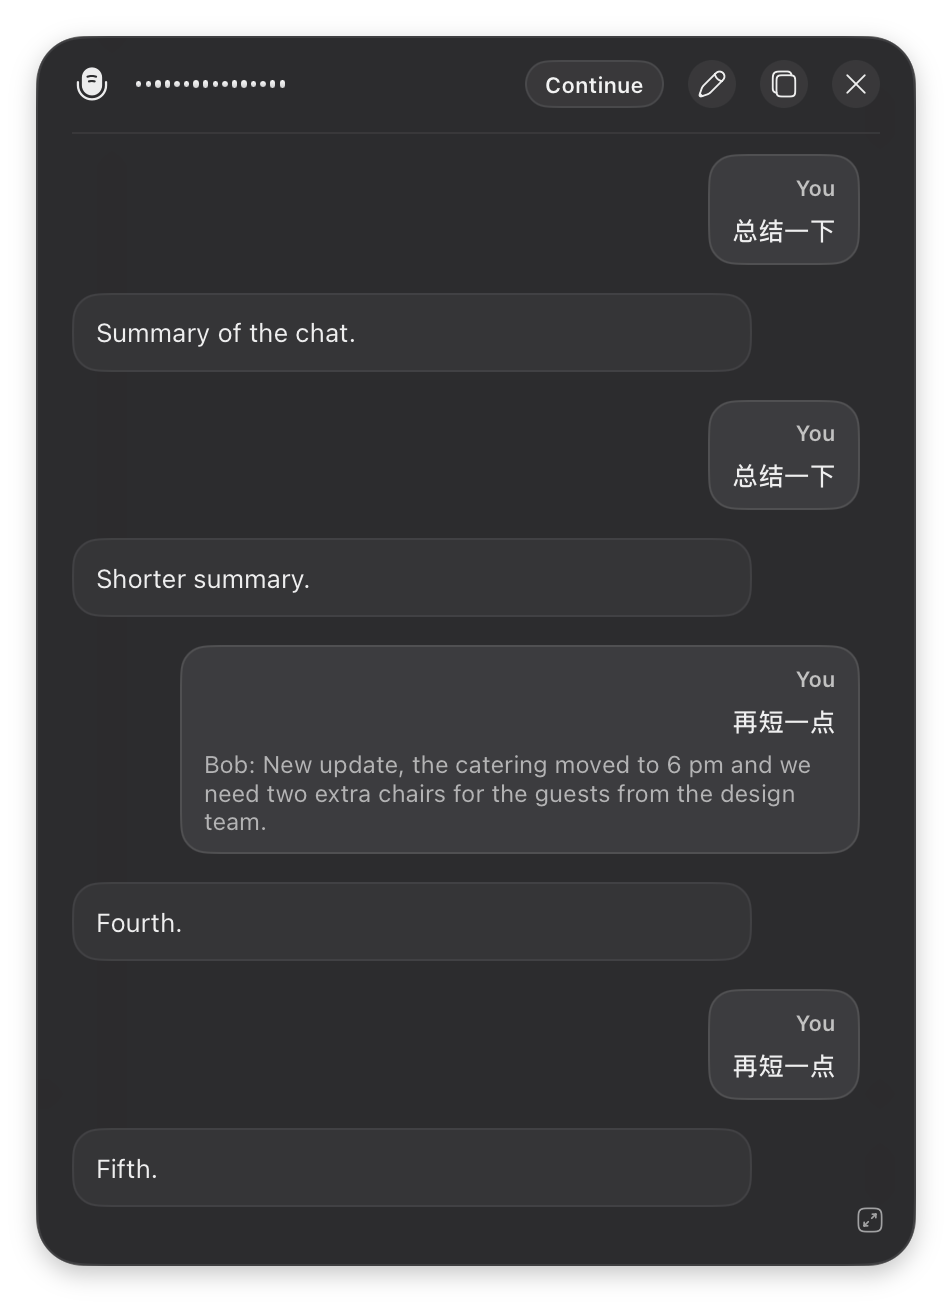 Continue
You
总结一下
Summary of the chat.
You
总结一下
Shorter summary.
You
再短一点
Bob: New update, the catering moved to 6 pm and we
need two extra chairs for the guests from the design
team.
Fourth.
You
再短一点
Fifth.